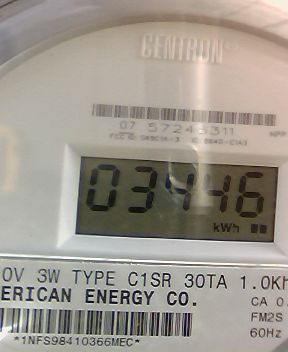 CENTRON®
07 57248311
03446
kWh
0V 3W TYPE C1SR 30TA 1.0Kh
ERICAN ENERGY CO.
CA 0.
FM2S
60Hz
*1NFS98410366MEC*